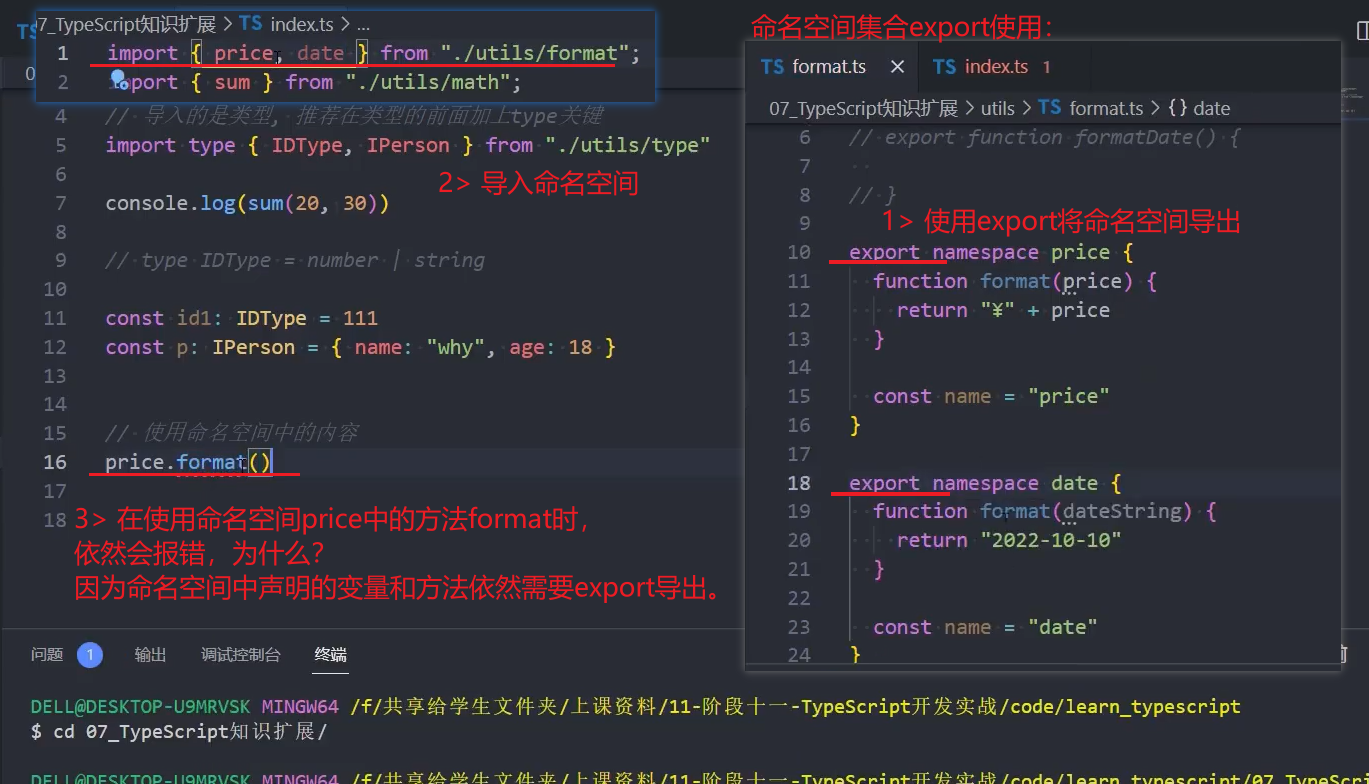 命名空间集合export使用：
07_TypeScript知识扩展 > TS index.ts > ...
1 import { price, date } from "./utils/format";
2 import { sum } from "./utils/math";
4 // 导入的是类型, 推荐在类型的前面加上type关键
5 import type { IDType, IPerson } from "./utils/type"
6
2> 导入命名空间
7 console.log(sum(20, 30))
8
9 // type IDType = number | string
10
11 const id1: IDType = 111
12 const p: IPerson = { name: "why", age: 18 }
13
14
15 // 使用命名空间中的内容
16 price.format()
17
18
3> 在使用命名空间price中的方法format时，
依然会报错，为什么？
因为命名空间中声明的变量和方法依然需要export导出。
TS format.ts × TS index.ts 1
07_TypeScript知识扩展 > utils > TS format.ts > {} date
6 // export function formatDate() {
7
8 // }
9
1> 使用export将命名空间导出
10 export namespace price {
11 function format(price) {
12 return "¥" + price
13 }
14
15 const name = "price"
16 }
17
18 export namespace date {
19 function format(dateString) {
20 return "2022-10-10"
21 }
22
23 const name = "date"
24 }
问题 1 输出 调试控制台 终端
DELL@DESKTOP-U9MRVSK MINGW64 /f/共享给学生文件夹/上课资料/11-阶段十一-TypeScript开发实战/code/learn_typescript
$ cd 07_TypeScript知识扩展/
DELL@DESKTOP-U9MRVSK MINGW64 /f/共享给学生文件夹/上课资料/11-阶段十一-TypeScript开发实战/code/learn_typescript/07_TypeScri